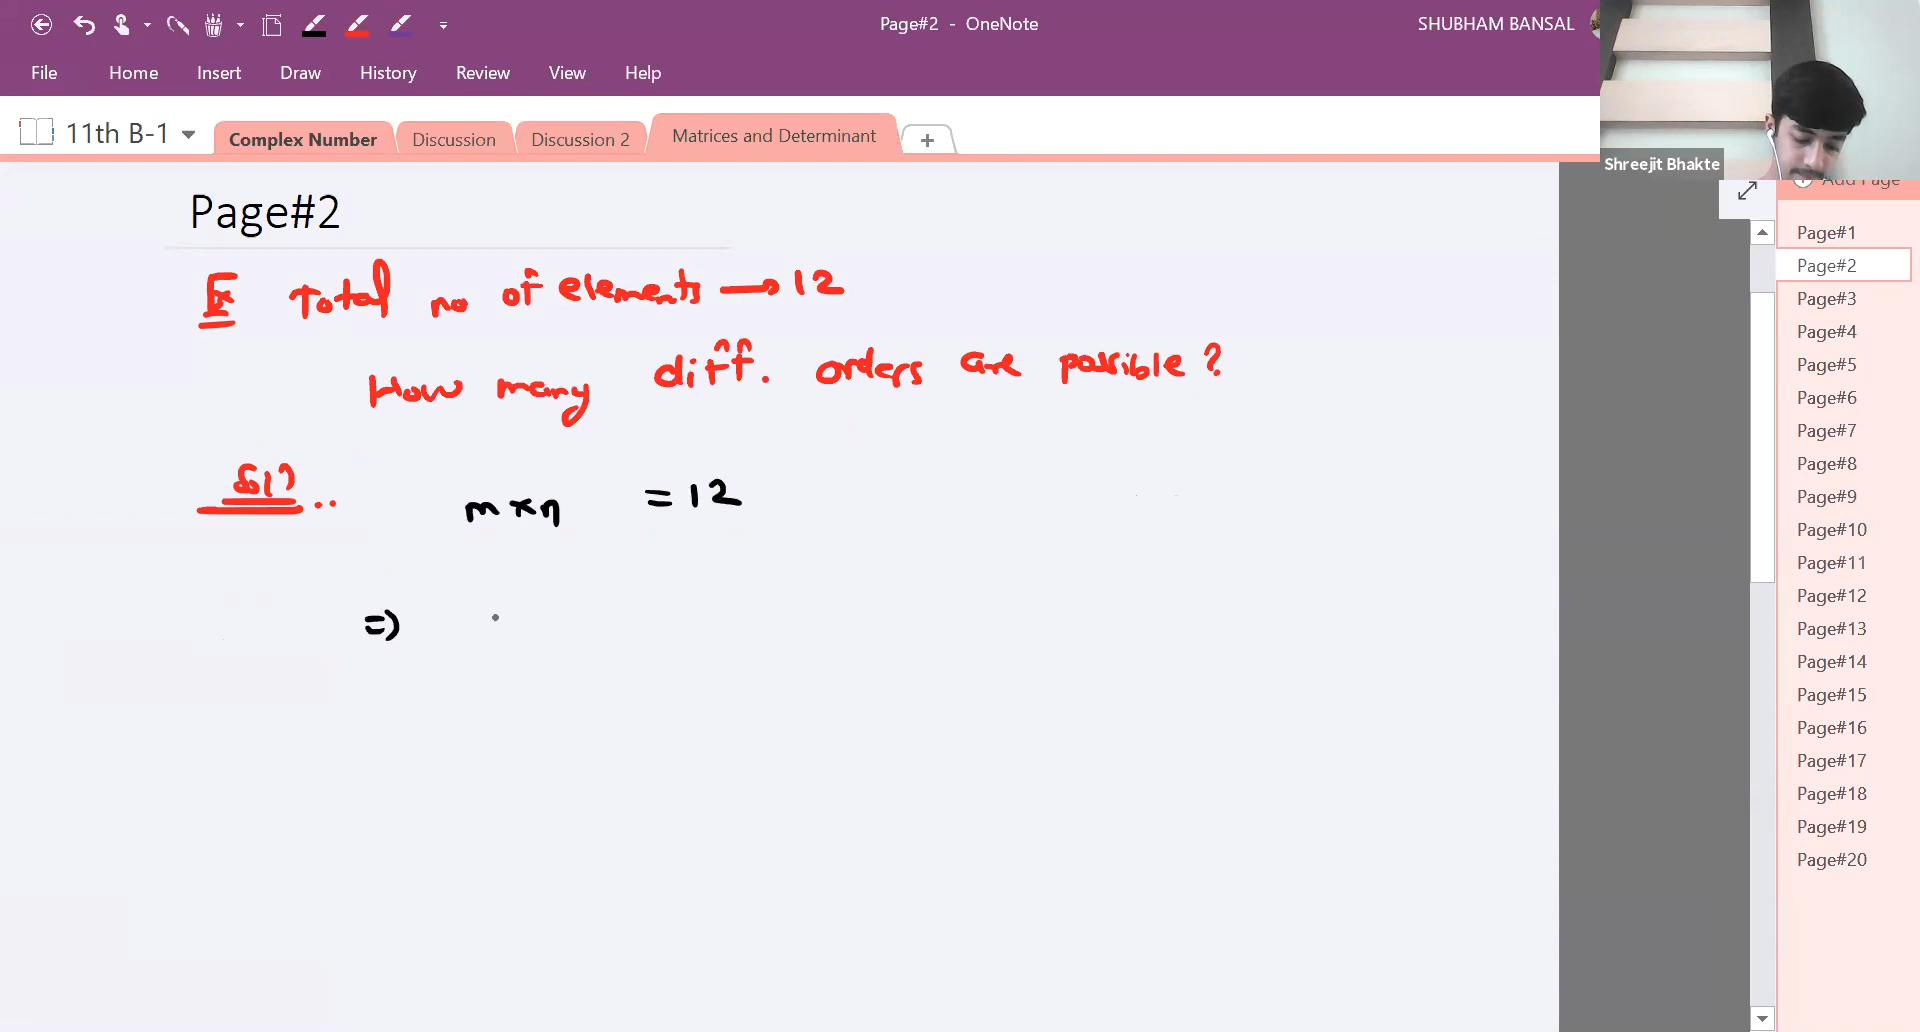 Page#2 - OneNote
SHUBHAM BANSAL
File Home Insert Draw History Review View Help
Shreejit Bhakte
11th B-1
Complex Number
Discussion
Discussion 2
Matrices and Determinant
Add Page
Page#2
Ex Total no of elements → 12
How many diff. orders are possible?
Sol^n ..
m × n = 12
⇒
Page#1
Page#2
Page#3
Page#4
Page#5
Page#6
Page#7
Page#8
Page#9
Page#10
Page#11
Page#12
Page#13
Page#14
Page#15
Page#16
Page#17
Page#18
Page#19
Page#20